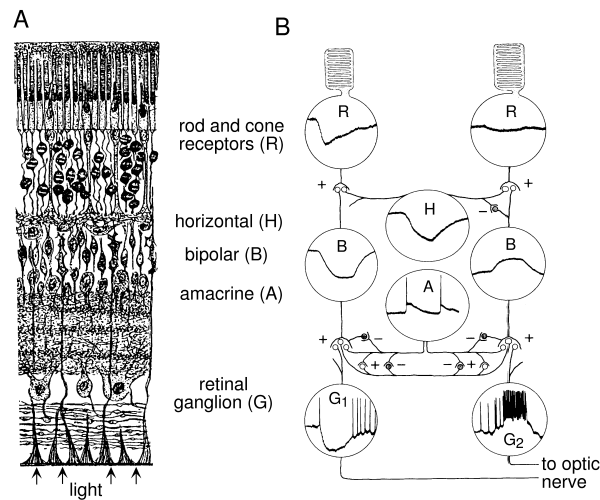 A
B
R
R
rod and cone
receptors (R)
+
+
horizontal (H)
H
−
bipolar (B)
B
B
amacrine (A)
A
+
−
−
+
+
−
−
+
retinal
ganglion (G)
G1
G2
to optic
nerve
light